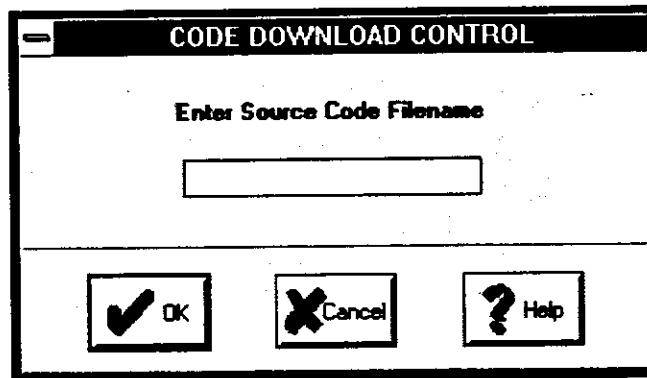 CODE DOWNLOAD CONTROL
Enter Source Code Filename
OK Cancel Help